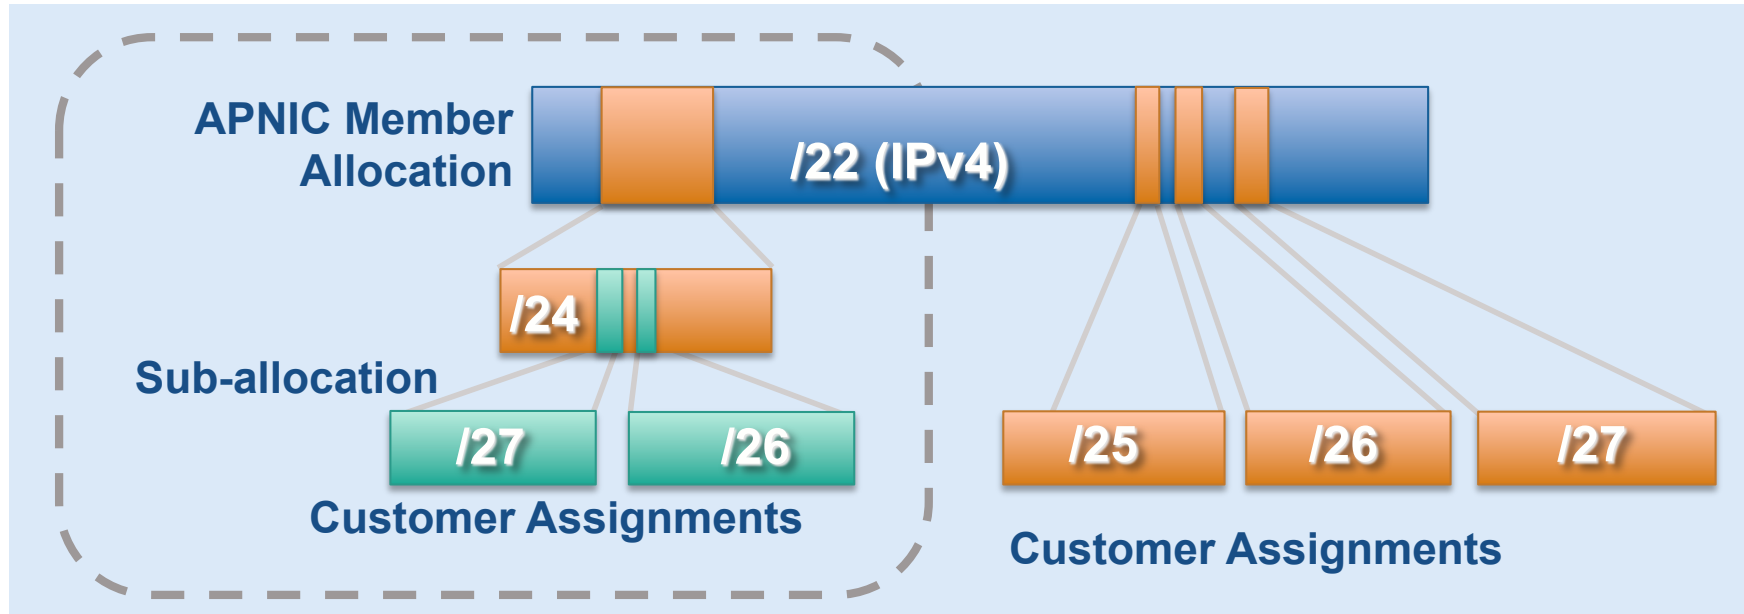 APNIC Member
Allocation
/22 (IPv4)
/24
Sub-allocation
/27
/26
Customer Assignments
/25
/26
/27
Customer Assignments